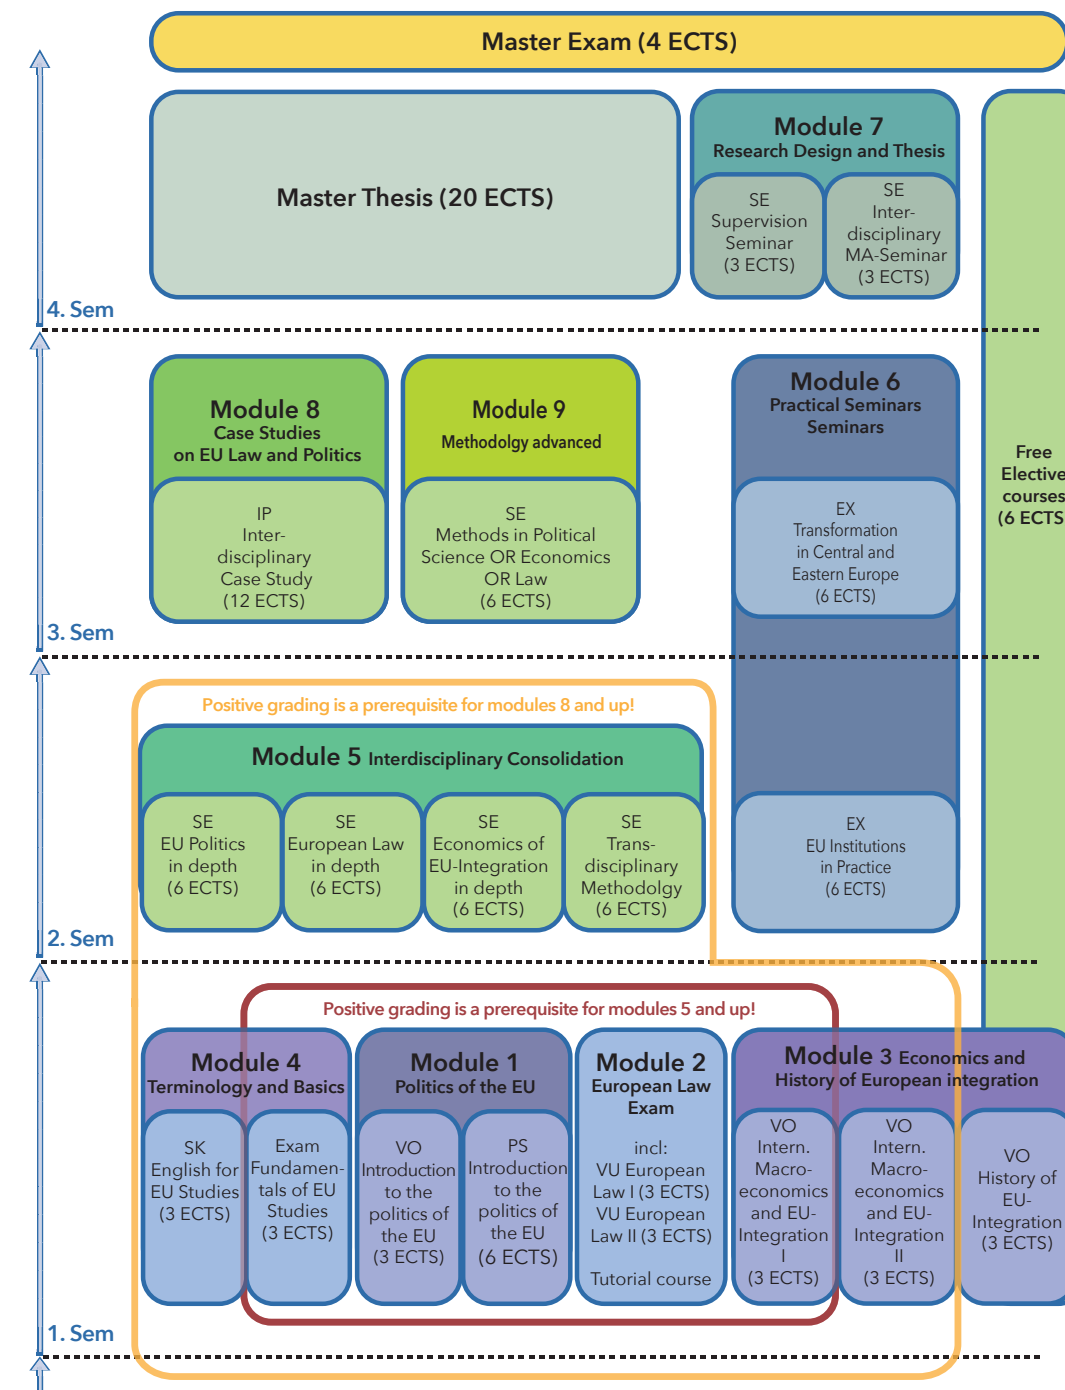 Master Exam (4 ECTS)
Master Thesis (20 ECTS)
Module 7
Research Design and Thesis
SE
Supervision
Seminar
(3 ECTS)
SE
Inter-
disciplinary
MA-Seminar
(3 ECTS)
4. Sem
Module 8
Case Studies
on EU Law and Politics
IP
Inter-
disciplinary
Case Study
(12 ECTS)
Module 9
Methodolgy advanced
SE
Methods in Political
Science OR Economics
OR Law
(6 ECTS)
Module 6
Practical Seminars
Seminars
EX
Transformation
in Central and
Eastern Europe
(6 ECTS)
Free
Elective
courses
(6 ECTS
3. Sem
Positive grading is a prerequisite for modules 8 and up!
Module 5 Interdisciplinary Consolidation
SE
EU Politics
in depth
(6 ECTS)
SE
European Law
in depth
(6 ECTS)
SE
Economics of
EU-Integration
in depth
(6 ECTS)
SE
Trans-
disciplinary
Methodolgy
(6 ECTS)
EX
EU Institutions
in Practice
(6 ECTS)
2. Sem
Positive grading is a prerequisite for modules 5 and up!
Module 4
Terminology and Basics
SK
English for
EU Studies
(3 ECTS)
Exam
Fundamen-
tals of EU
Studies
(3 ECTS)
Module 1
Politics of the EU
VO
Introduction
to the
politics of
the EU
(3 ECTS)
PS
Introduction
to the
politics of
the EU
(6 ECTS)
Module 2
European Law
Exam
incl:
VU European
Law I (3 ECTS)
VU European
Law II (3 ECTS)
Tutorial course
Module 3 Economics and
History of European integration
VO
Intern.
Macro-
economics
and EU-
Integration
I
(3 ECTS)
VO
Intern.
Macro-
economics
and EU-
Integration
II
(3 ECTS)
VO
History of
EU-
Integration
(3 ECTS)
1. Sem